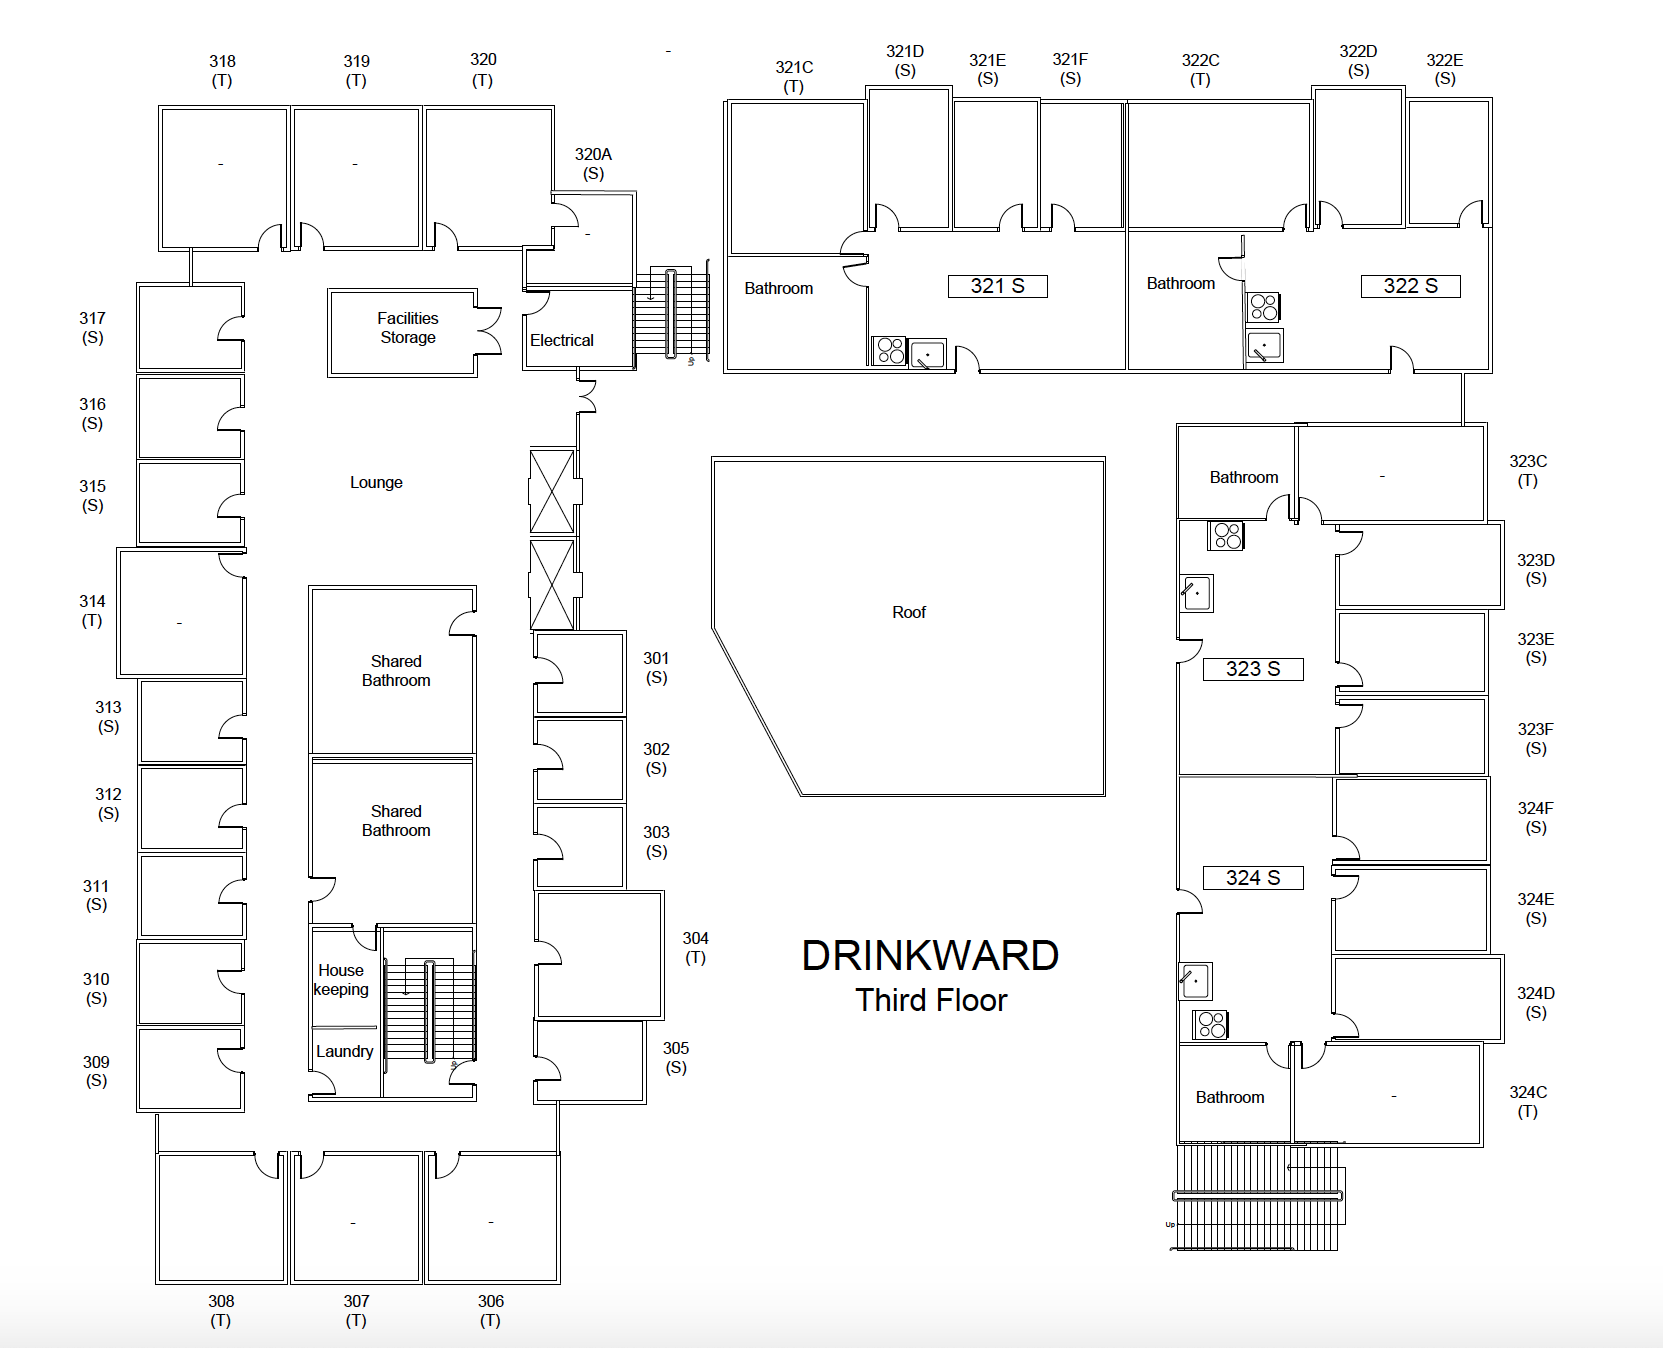 318
(T)
319
(T)
320
(T)
320A
(S)
321C
(T)
321D
(S)
321E
(S)
321F
(S)
322C
(T)
322D
(S)
322E
(S)
317
(S)
Facilities
Storage
Electrical
Up
Bathroom
321 S
Bathroom
322 S
316
(S)
315
(S)
Lounge
Bathroom
323C
(T)
314
(T)
Roof
323D
(S)
Shared
Bathroom
301
(S)
323 S
323E
(S)
313
(S)
302
(S)
323F
(S)
312
(S)
Shared
Bathroom
303
(S)
324F
(S)
311
(S)
324 S
324E
(S)
304
(T)
DRINKWARD
Third Floor
310
(S)
House
keeping
324D
(S)
309
(S)
Laundry
Up
305
(S)
Bathroom
324C
(T)
Up
308
(T)
307
(T)
306
(T)